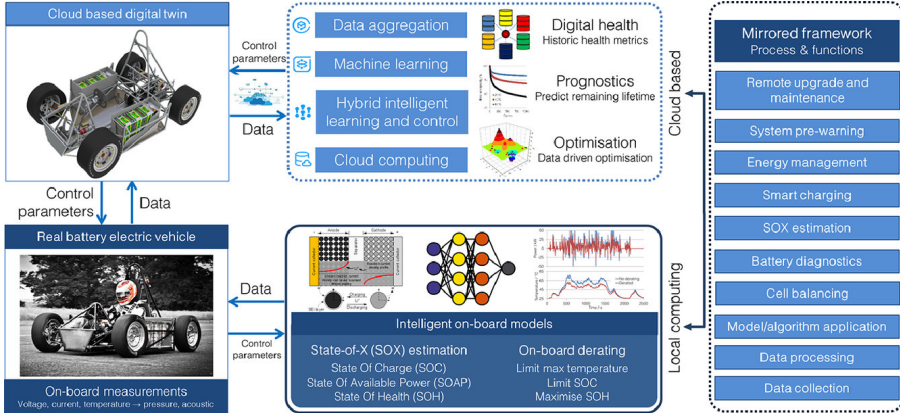 Cloud based digital twin
Control
parameters
Data
Data aggregation
Machine learning
Hybrid intelligent
learning and control
Cloud computing
Digital health
Historic health metrics
Prognostics
Predict remaining lifetime
Optimisation
Data driven optimisation
Cloud based
Control
parameters
Data
Real battery electric vehicle
On-board measurements
Voltage, current, temperature → pressure, acoustic
Data
Control
parameters
Anode
Cathode
Separator
Current collector
Current collector
Charging
Discharging
Intelligent on-board models
State-of-X (SOX) estimation
State Of Charge (SOC)
State Of Available Power (SOAP)
State Of Health (SOH)
On-board derating
Limit max temperature
Limit SOC
Maximise SOH
Local computing
Mirrored framework
Process & functions
Remote upgrade and
maintenance
System pre-warning
Energy management
Smart charging
SOX estimation
Battery diagnostics
Cell balancing
Model/algorithm application
Data processing
Data collection